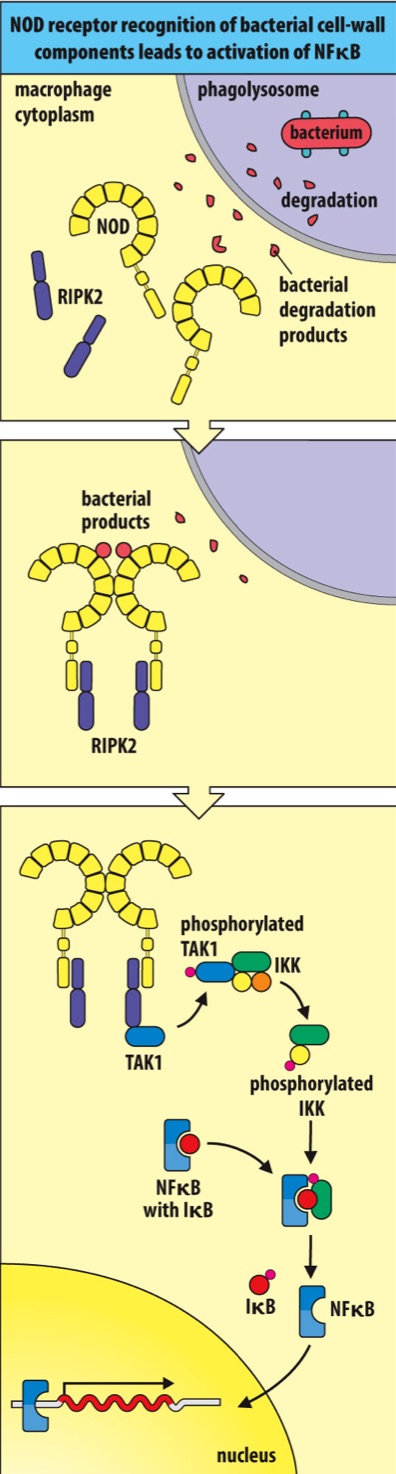 NOD receptor recognition of bacterial cell-wall
components leads to activation of NFκB
macrophage
cytoplasm
phagolysosome
bacterium
degradation
NOD
RIPK2
bacterial
degradation
products
bacterial
products
RIPK2
phosphorylated
TAK1
IKK
TAK1
phosphorylated
IKK
NFκB
with IκB
IκB
NFκB
nucleus